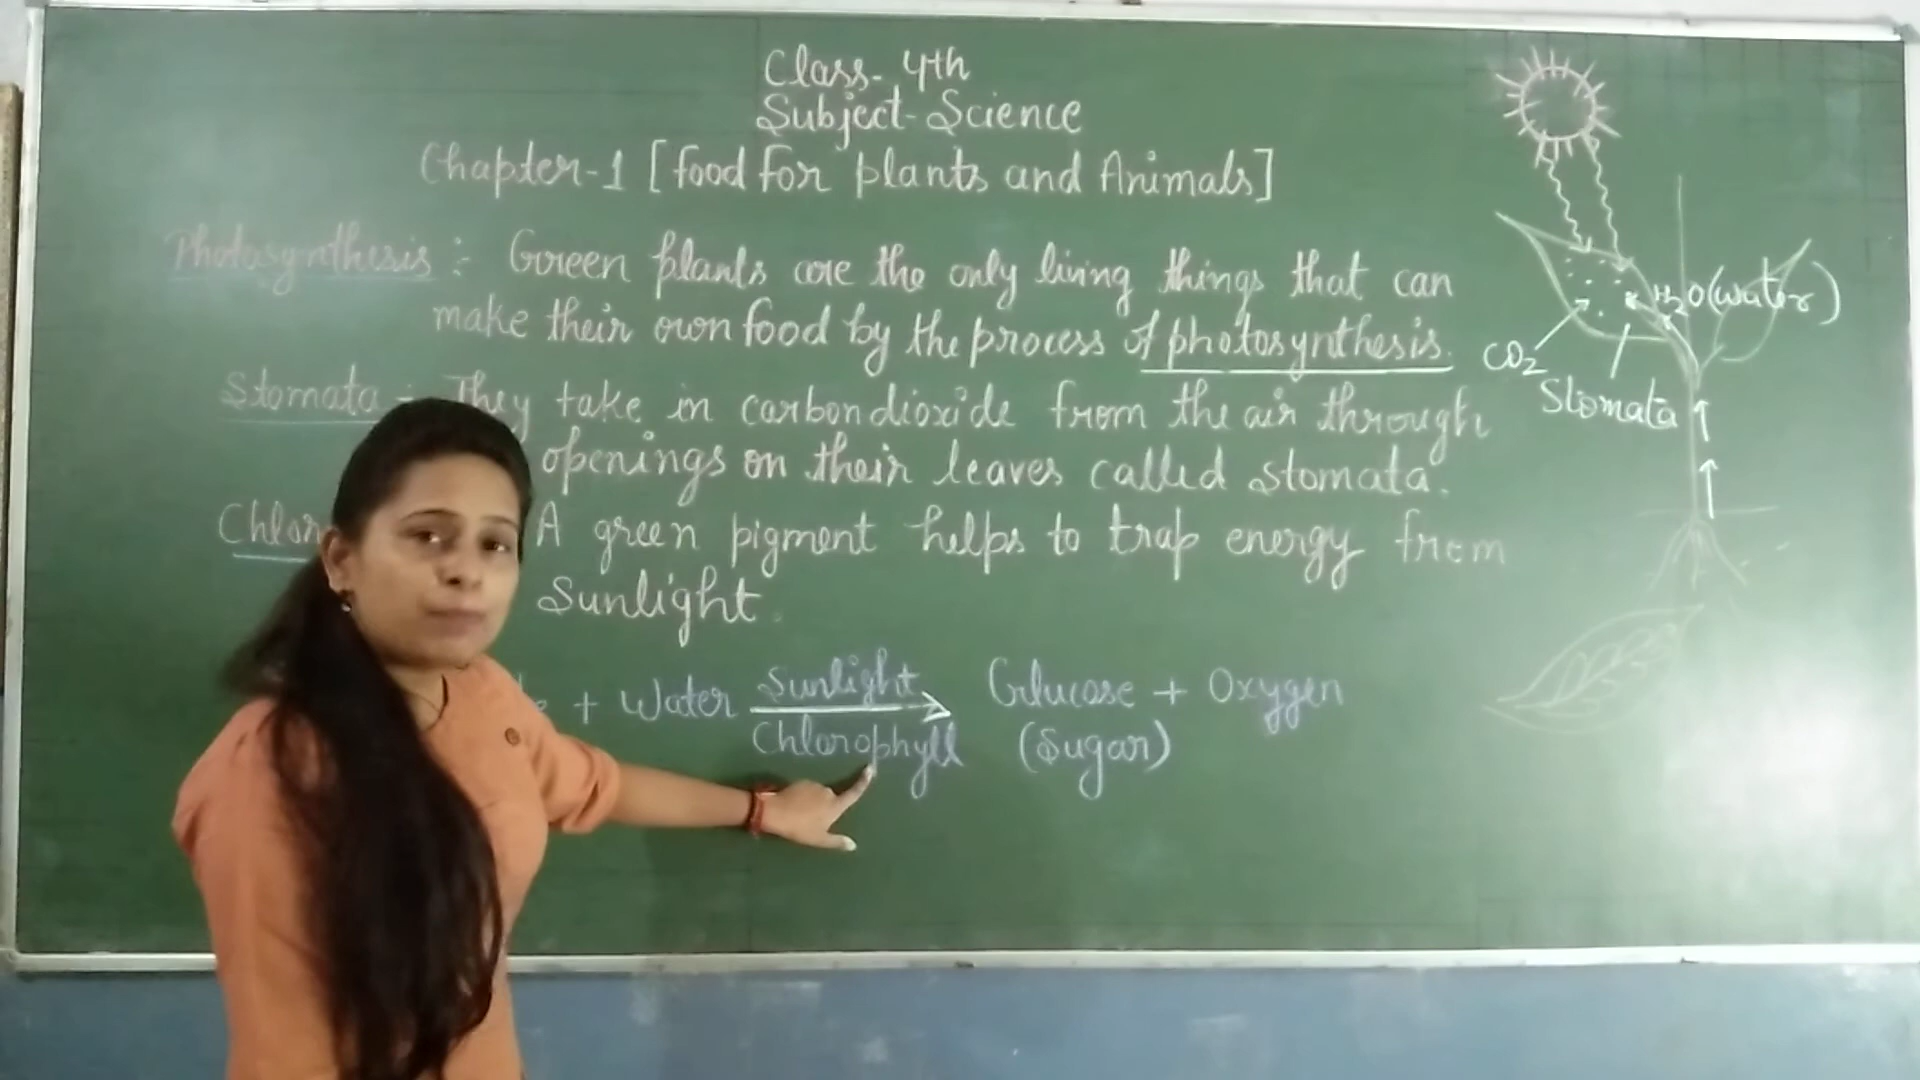 Class- 4th
Subject- Science
Chapter-1 [food for plants and Animals]
Photosynthesis :- Green plants are the only living things that can
make their own food by the process of photosynthesis.
Stomata - They take in carbondioxide from the air through
openings on their leaves called stomata.
Chlor A green pigment helps to trap energy from
Sunlight.
+ Water Sunlight Glucose + Oxygen
Chlorophyll (Sugar)
H2O(water)
CO2
Stomata